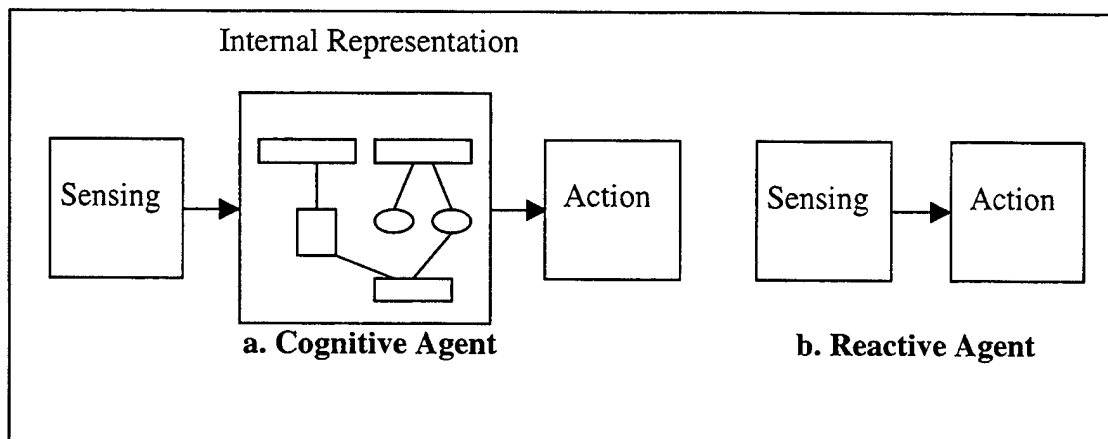 Internal Representation
Sensing
Action
Sensing
Action
a. Cognitive Agent
b. Reactive Agent